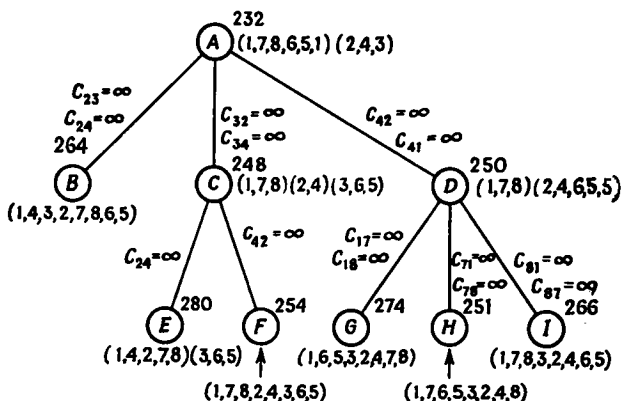 232
A (1,7,8,6,5,1) (2,4,3)
C23=∞
C24=∞
C32=∞
C34=∞
C42=∞
C41=∞
264
B
248
C (1,7,8)(2,4)(3,6,5)
250
D (1,7,8)(2,4,6,5,5)
(1,4,3,2,7,8,6,5)
C24=∞
C42=∞
C17=∞
C18=∞
C71=∞
C78=∞
C81=∞
C87=∞
280
E
254
F
274
G
251
H
266
I
(1,4,2,7,8)(3,6,5)
(1,6,5,3,2,4,7,8)
(1,7,8,3,2,4,6,5)
(1,7,8,2,4,3,6,5)
(1,7,6,5,3,2,4,8)